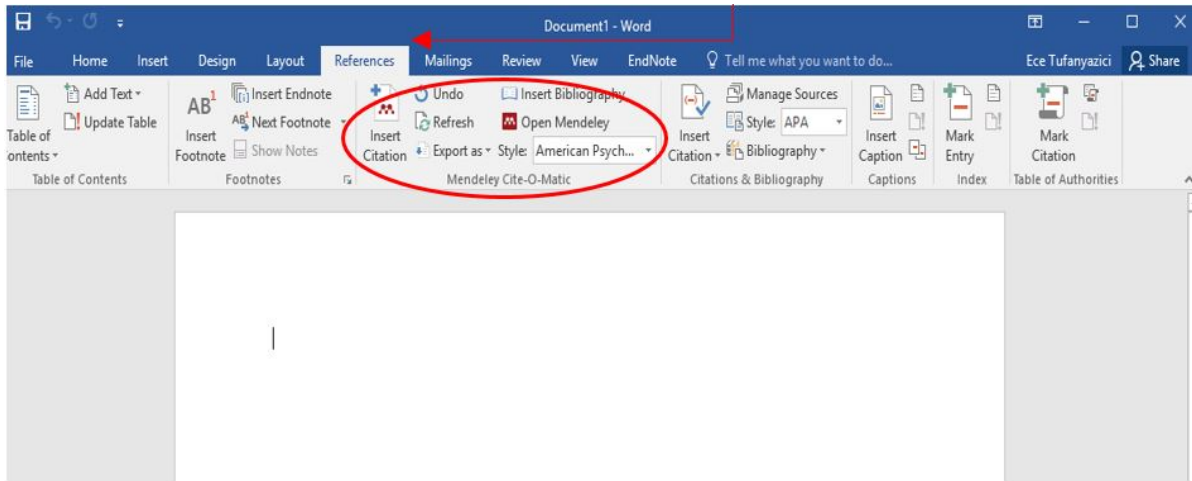 Document1 - Word
File Home Insert Design Layout References Mailings Review View EndNote Tell me what you want to do... Ece Tufanyazici Share
Table of
ontents
Add Text
Update Table
Table of Contents
AB1
Insert
Footnote
Insert Endnote
AB1 Next Footnote
Show Notes
Footnotes
Insert
Citation
Undo
Refresh
Export as
Insert Bibliography
Open Mendeley
Style: American Psych...
Mendeley Cite-O-Matic
Insert
Citation
Manage Sources
Style: APA
Bibliography
Citations & Bibliography
Insert
Caption
Captions
Mark
Entry
Index
Mark
Citation
Table of Authorities